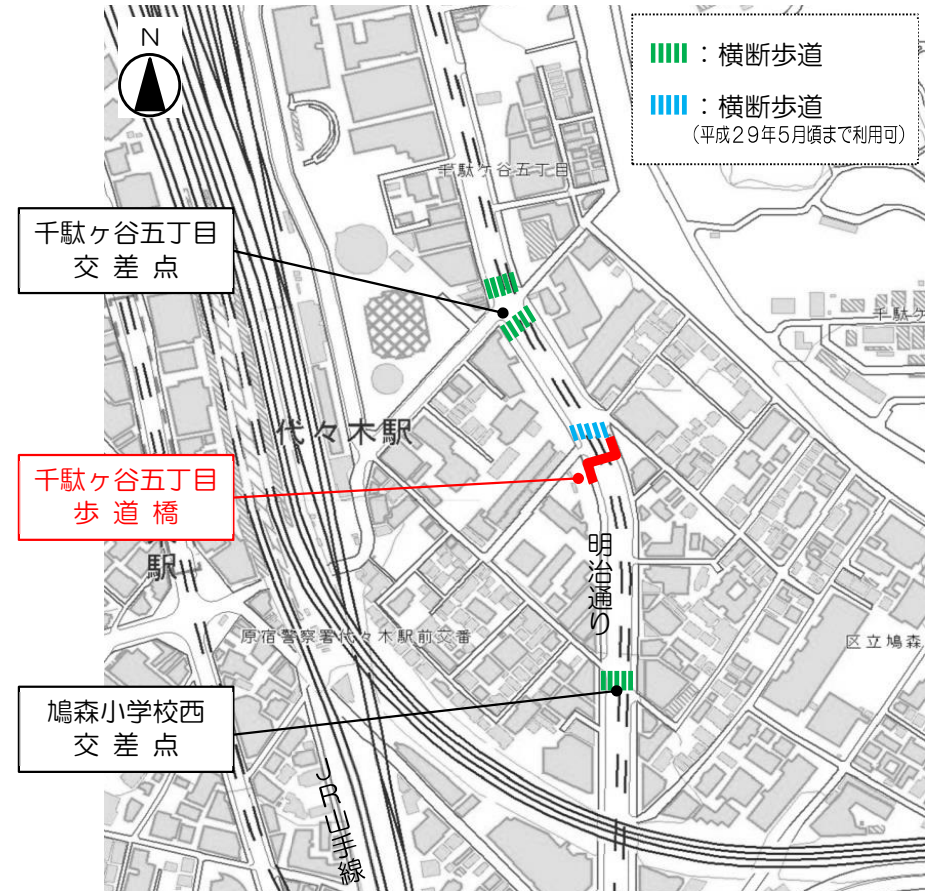 N
：横断歩道
：横断歩道
（平成２９年５月頃まで利用可）
千駄ヶ谷五丁目
千駄ヶ谷五丁目
交差点
千駄ヶ
代々木駅
千駄ヶ谷五丁目
歩道橋
駅
明治通り
原宿警察署代々木駅前交番
区立鳩森
鳩森小学校西
交差点
ＪＲ山手線